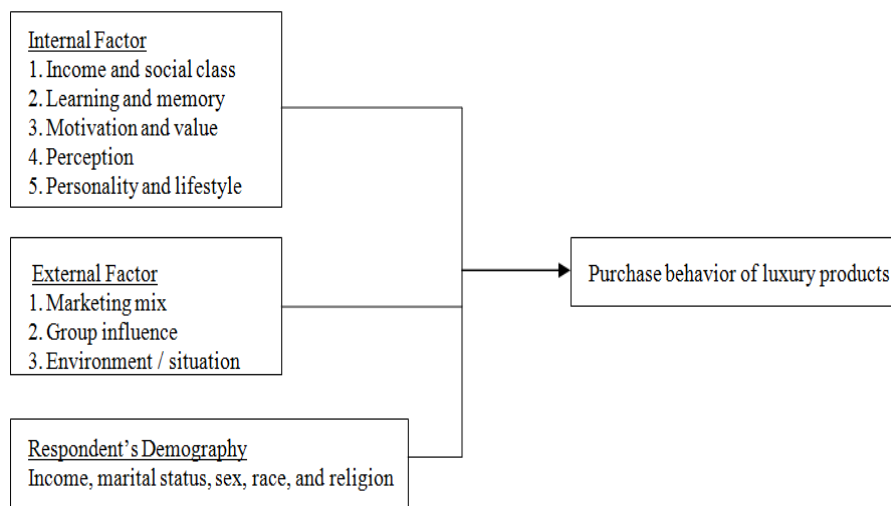 Internal Factor
1. Income and social class
2. Learning and memory
3. Motivation and value
4. Perception
5. Personality and lifestyle
External Factor
1. Marketing mix
2. Group influence
3. Environment / situation
Respondent's Demography
Income, marital status, sex, race, and religion
Purchase behavior of luxury products